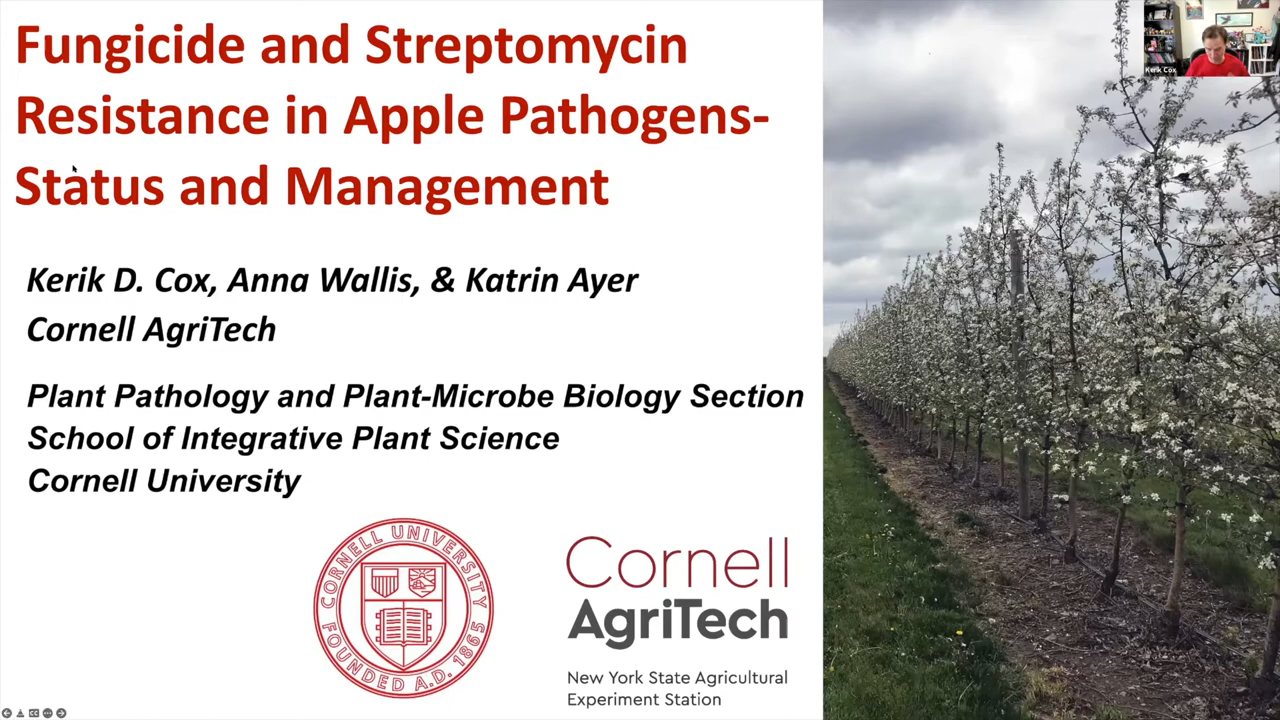 Fungicide and Streptomycin
Resistance in Apple Pathogens-
Status and Management
Kerik D. Cox, Anna Wallis, & Katrin Ayer
Cornell AgriTech
Plant Pathology and Plant-Microbe Biology Section
School of Integrative Plant Science
Cornell University
CORNELL UNIVERSITY
FOUNDED A.D. 1865
Cornell
AgriTech
New York State Agricultural
Experiment Station
Kerik Cox